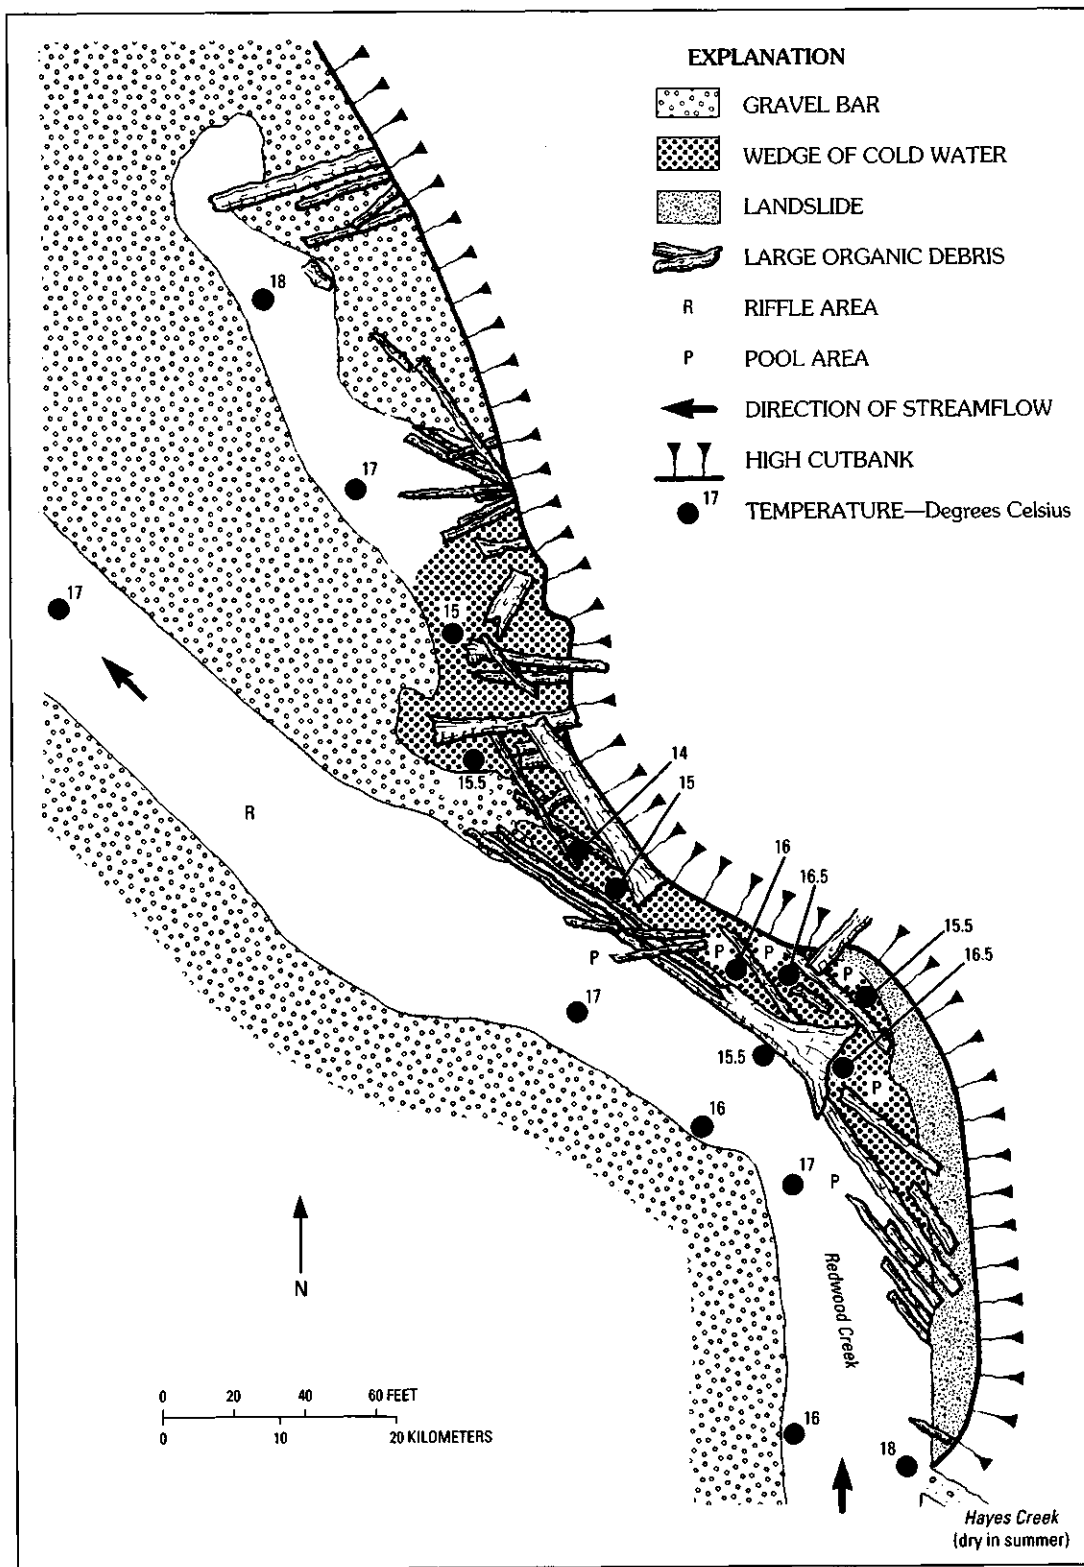 EXPLANATION
GRAVEL BAR
WEDGE OF COLD WATER
LANDSLIDE
LARGE ORGANIC DEBRIS
R RIFFLE AREA
P POOL AREA
DIRECTION OF STREAMFLOW
HIGH CUTBANK
17 TEMPERATURE—Degrees Celsius
18
17
17
15
15.5
14
15
R
16
16.5
15.5
16.5
P
P
P
P
17
15.5
P
16
17
P
Redwood Creek
N
0 20 40 60 FEET
0 10 20 KILOMETERS
16
18
Hayes Creek
(dry in summer)